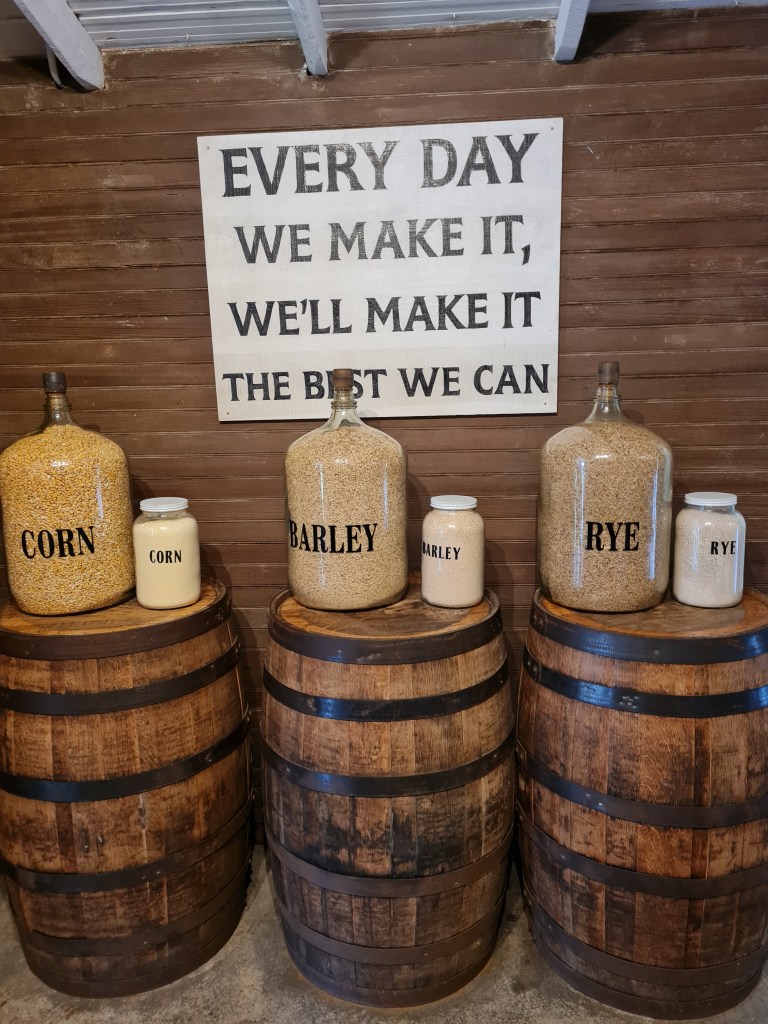 EVERY DAY
WE MAKE IT,
WE'LL MAKE IT
THE BEST WE CAN
CORN
CORN
BARLEY
BARLEY
RYE
RYE